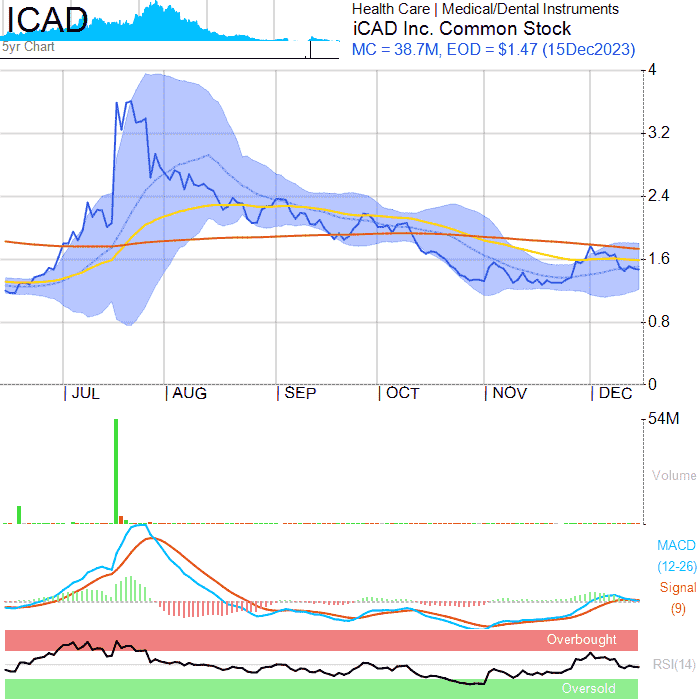 ICAD
5yr Chart
Health Care | Medical/Dental Instruments
iCAD Inc. Common Stock
MC = 38.7M, EOD = $1.47 (15Dec2023)
4
3.2
2.4
1.6
0.8
0
JUL AUG SEP OCT NOV DEC
54M
Volume
MACD
(12-26)
Signal
(9)
Overbought
RSI(14)
Oversold